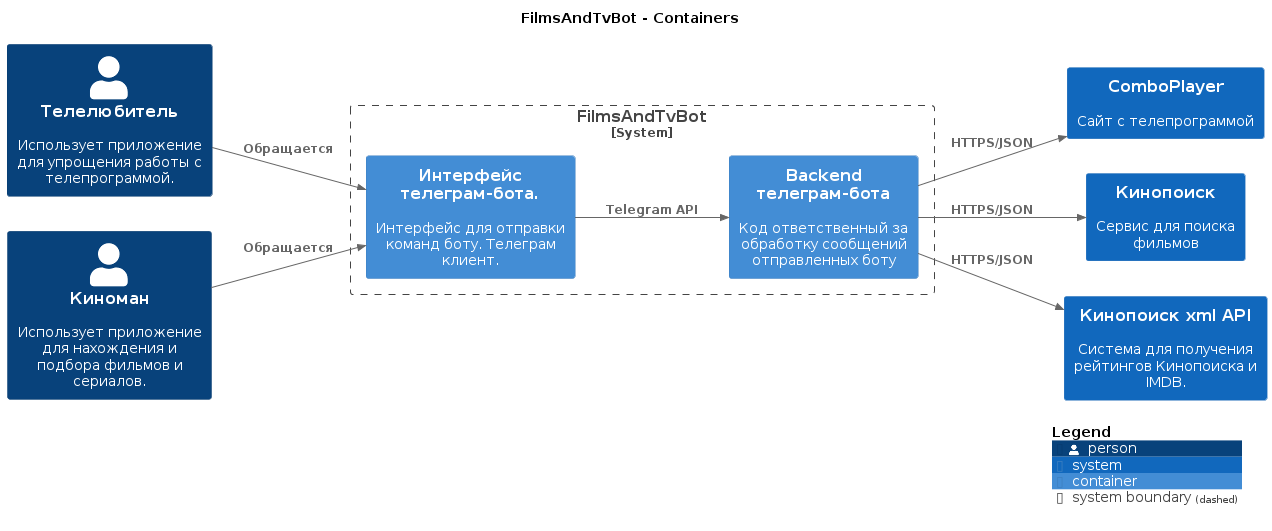 FilmsAndTvBot - Containers
Телелюбитель
Использует приложение
для упрощения работы с
телепрограммой.
Киноман
Использует приложение
для нахождения и
подбора фильмов и
сериалов.
Обращается
Обращается
FilmsAndTvBot
[System]
Интерфейс
телеграм-бота.
Интерфейс для отправки
команд боту. Телеграм
клиент.
Telegram API
Backend
телеграм-бота
Код ответственный за
обработку сообщений
отправленных боту
HTTPS/JSON
HTTPS/JSON
HTTPS/JSON
ComboPlayer
Сайт с телепрограммой
Кинопоиск
Сервис для поиска
фильмов
Кинопоиск xml API
Система для получения
рейтингов Кинопоиска и
IMDB.
Legend
person
system
container
system boundary (dashed)